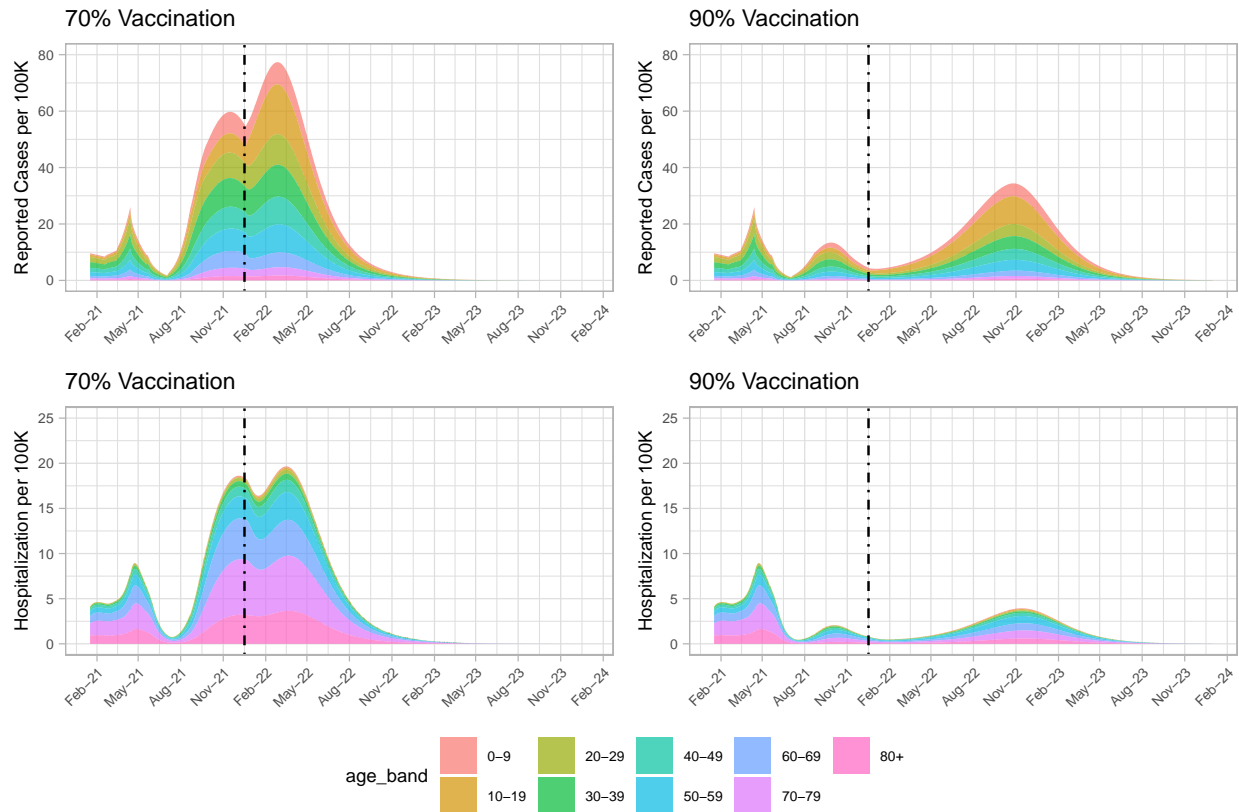 70% Vaccination
90% Vaccination
Reported Cases per 100K
80
60
40
20
0
Feb−21 May−21 Aug−21 Nov−21 Feb−22 May−22 Aug−22 Nov−22 Feb−23 May−23 Aug−23 Nov−23 Feb−24
Reported Cases per 100K
80
60
40
20
0
Feb−21 May−21 Aug−21 Nov−21 Feb−22 May−22 Aug−22 Nov−22 Feb−23 May−23 Aug−23 Nov−23 Feb−24
70% Vaccination
90% Vaccination
Hospitalization per 100K
25
20
15
10
5
0
Feb−21 May−21 Aug−21 Nov−21 Feb−22 May−22 Aug−22 Nov−22 Feb−23 May−23 Aug−23 Nov−23 Feb−24
Hospitalization per 100K
25
20
15
10
5
0
Feb−21 May−21 Aug−21 Nov−21 Feb−22 May−22 Aug−22 Nov−22 Feb−23 May−23 Aug−23 Nov−23 Feb−24
age_band
0−9 20−29 40−49 60−69 80+
10−19 30−39 50−59 70−79